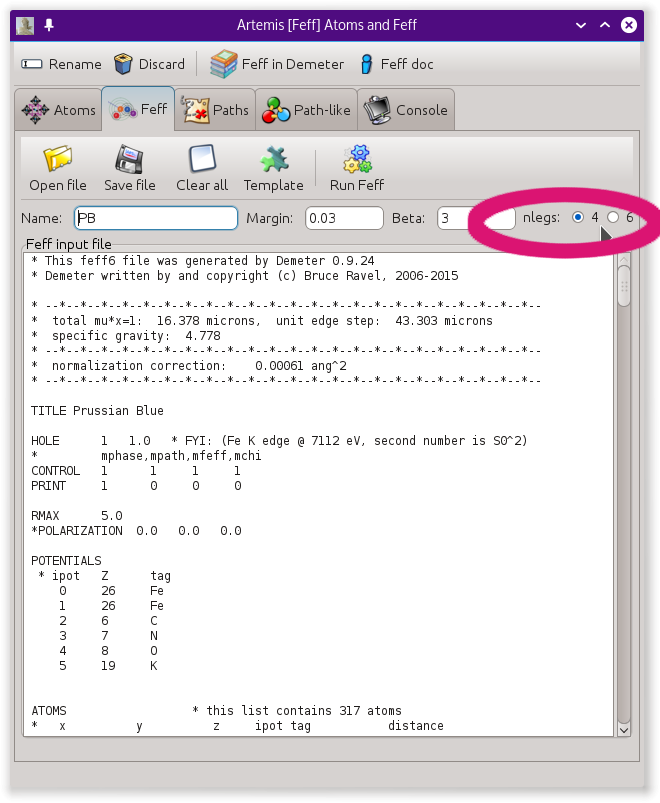 Artemis [Feff] Atoms and Feff
Rename Discard Feff in Demeter Feff doc
Atoms Feff Paths Path-like Console
Open file Save file Clear all Template Run Feff
Name: PB Margin: 0.03 Beta: 3 nlegs: 4 6
Feff input file
* This feff6 file was generated by Demeter 0.9.24
* Demeter written by and copyright (c) Bruce Ravel, 2006-2015
* --*--*--*--*--*--*--*--*--*--*--*--*--*--*--*--*--*--*--*--*--*--*--*--
*  total mu*x=1:  16.378 microns,  unit edge step:  43.303 microns
*  specific gravity:  4.778
* --*--*--*--*--*--*--*--*--*--*--*--*--*--*--*--*--*--*--*--*--*--*--*--
*  normalization correction:    0.00061 ang^2
* --*--*--*--*--*--*--*--*--*--*--*--*--*--*--*--*--*--*--*--*--*--*--*--
TITLE Prussian Blue
HOLE      1   1.0   * FYI: (Fe K edge @ 7112 eV, second number is S0^2)
*         mphase,mpath,mfeff,mchi
CONTROL   1      1     1     1
PRINT     1      0     0     0
RMAX      5.0
*POLARIZATION  0.0   0.0   0.0
POTENTIALS
* ipot   Z      tag
0     26     Fe
1     26     Fe
2     6      C
3     7      N
4     8      O
5     19     K
ATOMS                  * this list contains 317 atoms
*   x          y          z     ipot tag           distance